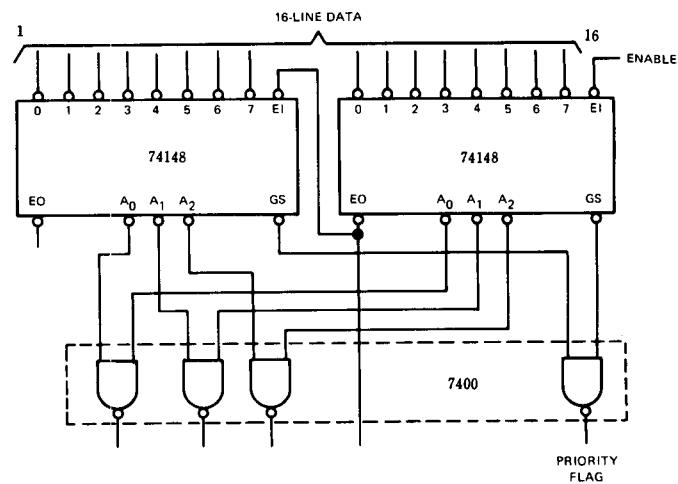 16-LINE DATA
1 16
ENABLE
0 1 2 3 4 5 6 7 EI
0 1 2 3 4 5 6 7 EI
74148
74148
EO A0 A1 A2 GS
EO A0 A1 A2 GS
7400
PRIORITY
FLAG